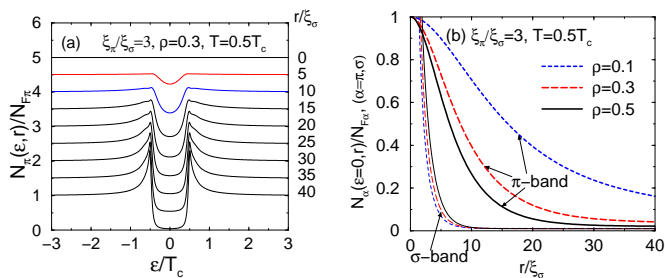 (a) ξπ/ξσ=3, ρ=0.3, T=0.5Tc
r/ξσ
0
5
10
15
20
25
30
35
40
6
5
4
3
2
1
0
Nπ(ε,r)/NFπ
−3 −2 −1 0 1 2 3
ε/Tc
(b) ξπ/ξσ=3, T=0.5Tc
ρ=0.1
ρ=0.3
ρ=0.5
π−band
σ−band
1
0.8
0.6
0.4
0.2
0
Nα(ε=0,r)/NFα, (α=π,σ)
0 10 20 30 40
r/ξσ